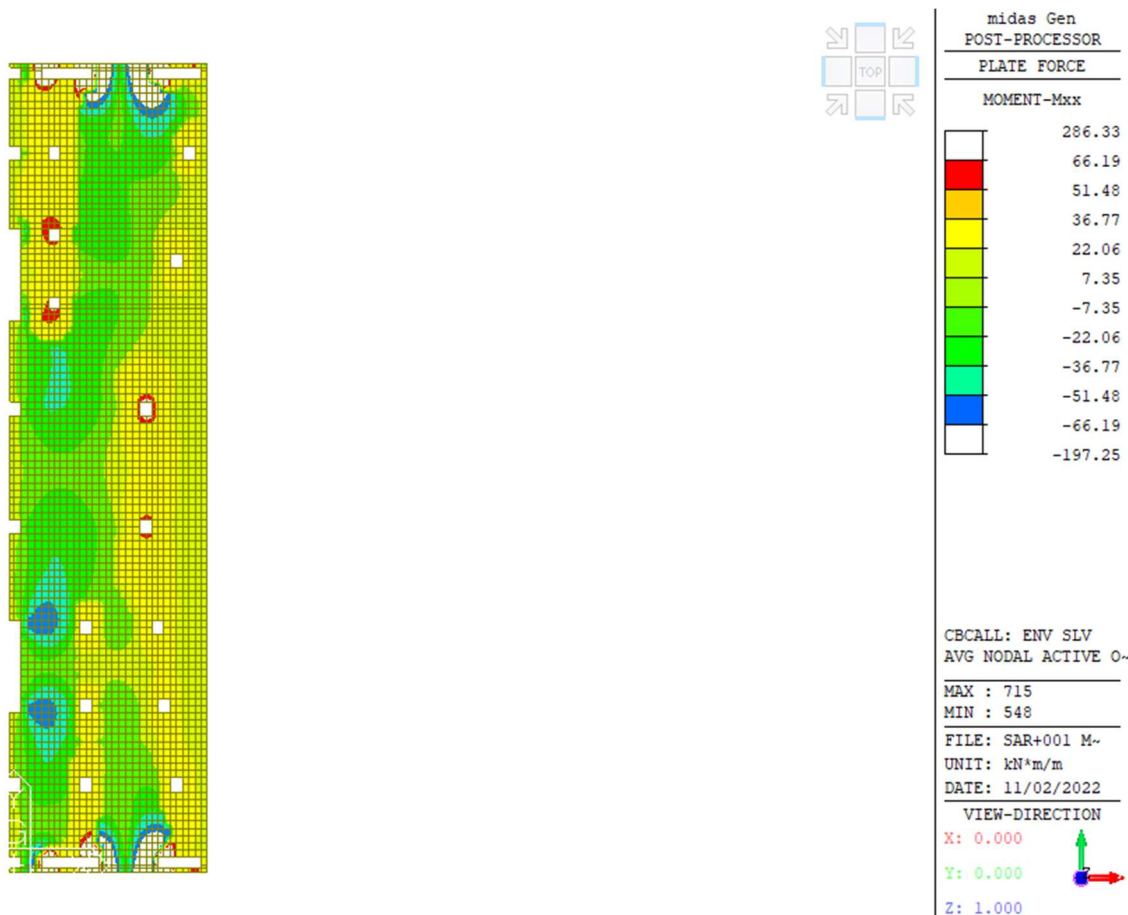 TOP
midas Gen
POST-PROCESSOR
PLATE FORCE
MOMENT-Mxx
286.33
66.19
51.48
36.77
22.06
7.35
-7.35
-22.06
-36.77
-51.48
-66.19
-197.25
CBCALL: ENV SLV
AVG NODAL ACTIVE O~
MAX : 715
MIN : 548
FILE: SAR+001 M~
UNIT: kN*m/m
DATE: 11/02/2022
VIEW-DIRECTION
X: 0.000
Y: 0.000
Z: 1.000